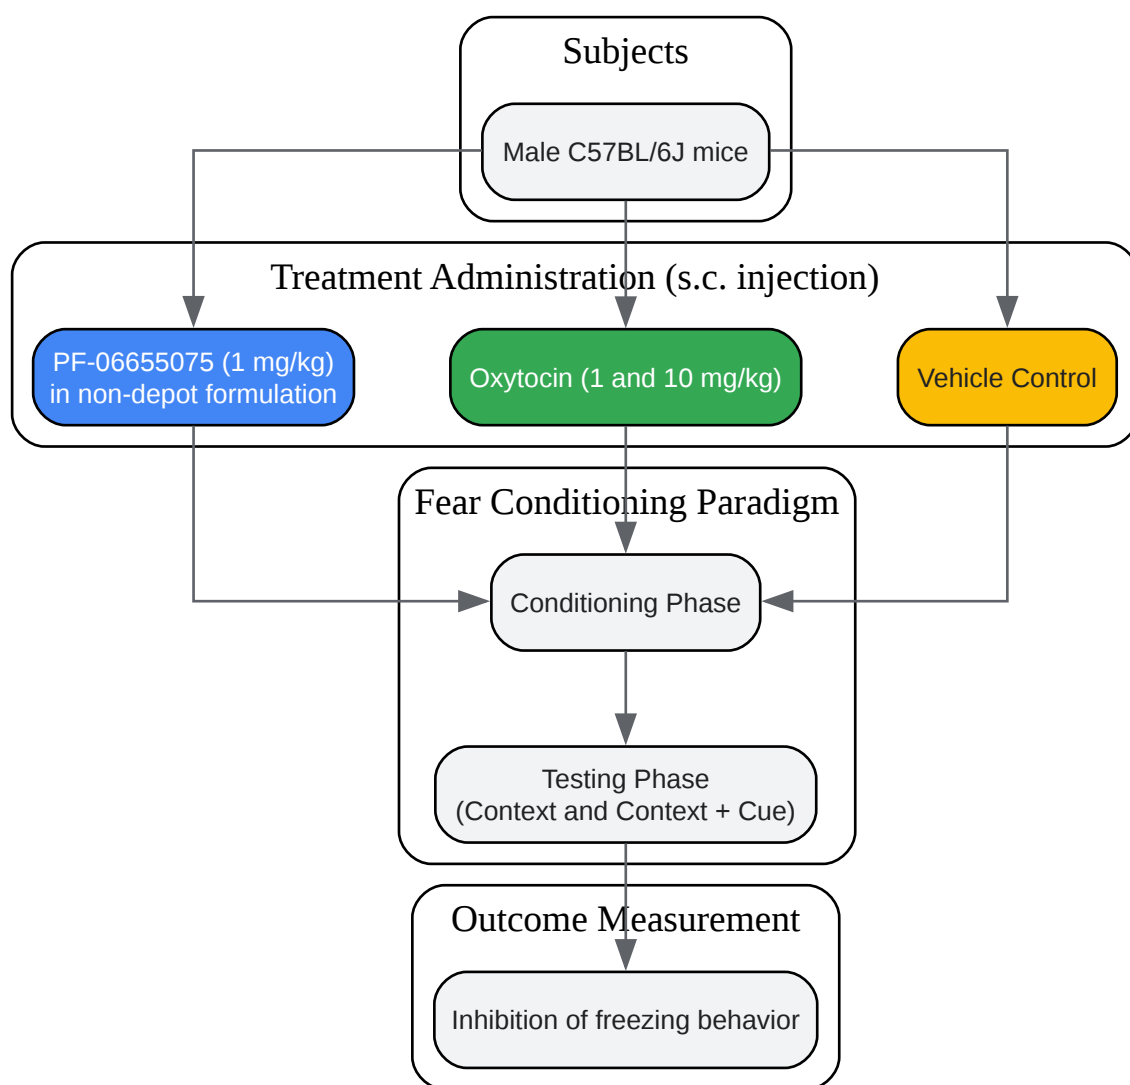 Subjects
Male C57BL/6J mice
Treatment Administration (s.c. injection)
PF-06655075 (1 mg/kg)
in non-depot formulation
Oxytocin (1 and 10 mg/kg)
Vehicle Control
Fear Conditioning Paradigm
Conditioning Phase
Testing Phase
(Context and Context + Cue)
Outcome Measurement
Inhibition of freezing behavior